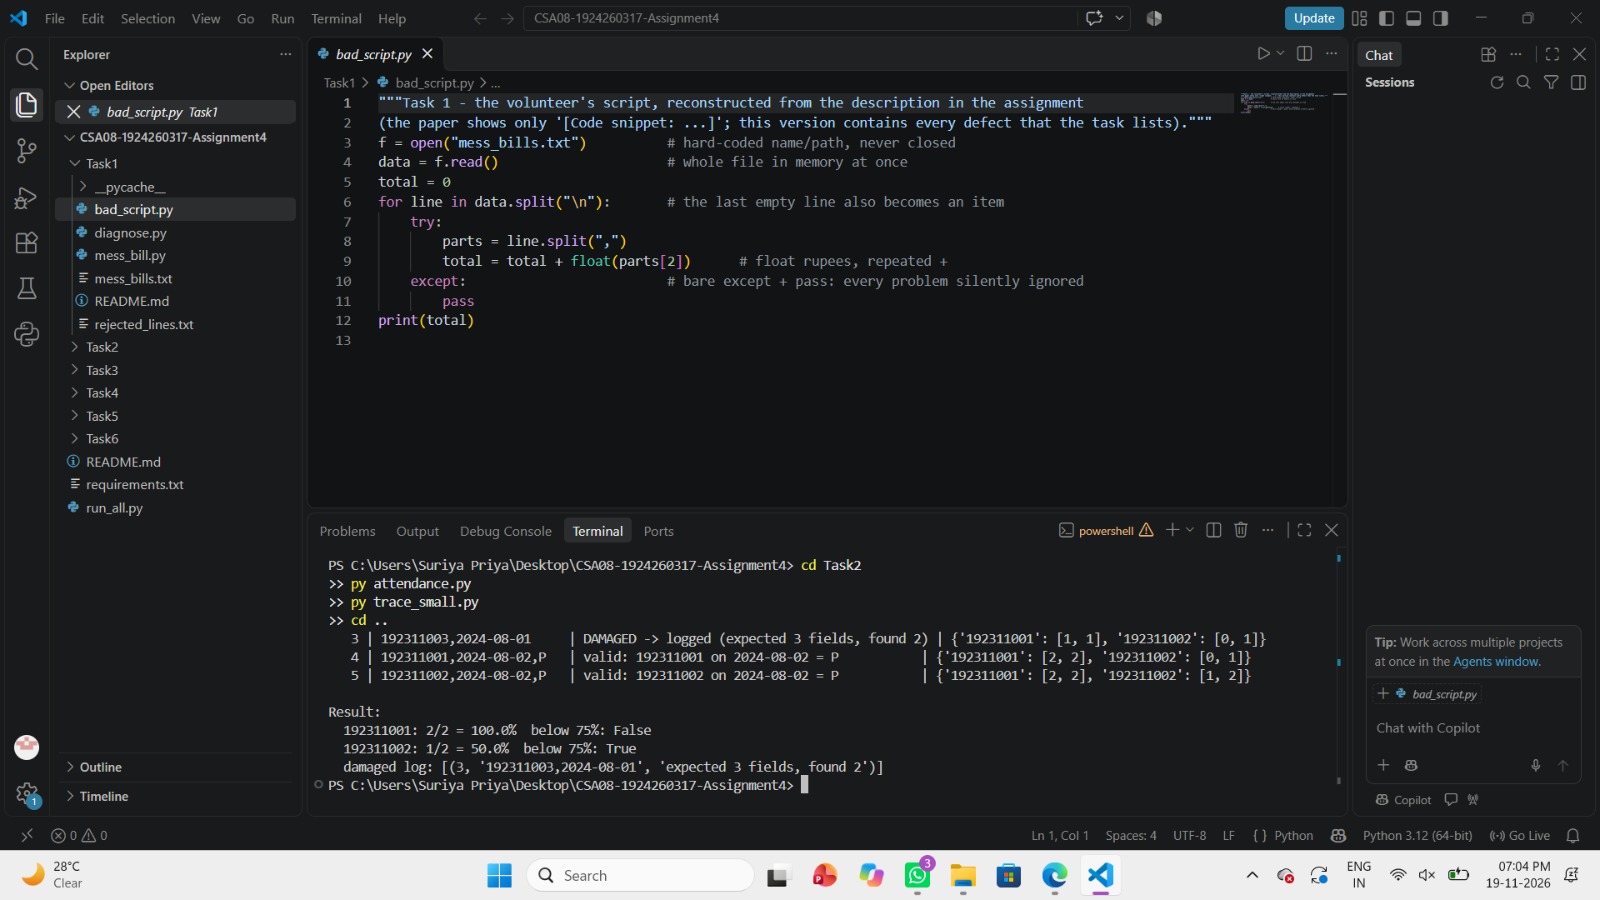 File Edit Selection View Go Run Terminal Help
CSA08-1924260317-Assignment4
Update
Explorer
Open Editors
bad_script.py Task1
CSA08-1924260317-Assignment4
Task1
__pycache__
bad_script.py
diagnose.py
mess_bill.py
mess_bills.txt
README.md
rejected_lines.txt
Task2
Task3
Task4
Task5
Task6
README.md
requirements.txt
run_all.py
Outline
Timeline
bad_script.py
Task1 > bad_script.py > ...
1 """Task 1 - the volunteer's script, reconstructed from the description in the assignment
2 (the paper shows only '[Code snippet: ...]'; this version contains every defect that the task lists)."""
3 f = open("mess_bills.txt") # hard-coded name/path, never closed
4 data = f.read() # whole file in memory at once
5 total = 0
6 for line in data.split("\n"): # the last empty line also becomes an item
7 try:
8 parts = line.split(",")
9 total = total + float(parts[2]) # float rupees, repeated +
10 except: # bare except + pass: every problem silently ignored
11 pass
12 print(total)
13
Problems Output Debug Console Terminal Ports
powershell
PS C:\Users\Suriya Priya\Desktop\CSA08-1924260317-Assignment4> cd Task2
>> py attendance.py
>> py trace_small.py
>> cd ..
3 | 192311003,2024-08-01 | DAMAGED -> logged (expected 3 fields, found 2) | {'192311001': [1, 1], '192311002': [0, 1]}
4 | 192311001,2024-08-02,P | valid: 192311001 on 2024-08-02 = P | {'192311001': [2, 2], '192311002': [0, 1]}
5 | 192311002,2024-08-02,P | valid: 192311002 on 2024-08-02 = P | {'192311001': [2, 2], '192311002': [1, 2]}
Result:
192311001: 2/2 = 100.0% below 75%: False
192311002: 1/2 = 50.0% below 75%: True
damaged log: [(3, '192311003,2024-08-01', 'expected 3 fields, found 2')]
PS C:\Users\Suriya Priya\Desktop\CSA08-1924260317-Assignment4>
Chat
Sessions
Tip: Work across multiple projects
at once in the Agents window.
bad_script.py
Chat with Copilot
Copilot
1
0 0
Ln 1, Col 1 Spaces: 4 UTF-8 LF { } Python Python 3.12 (64-bit) Go Live
28°C
Clear
Search
3
ENG
IN
07:04 PM
19-11-2026